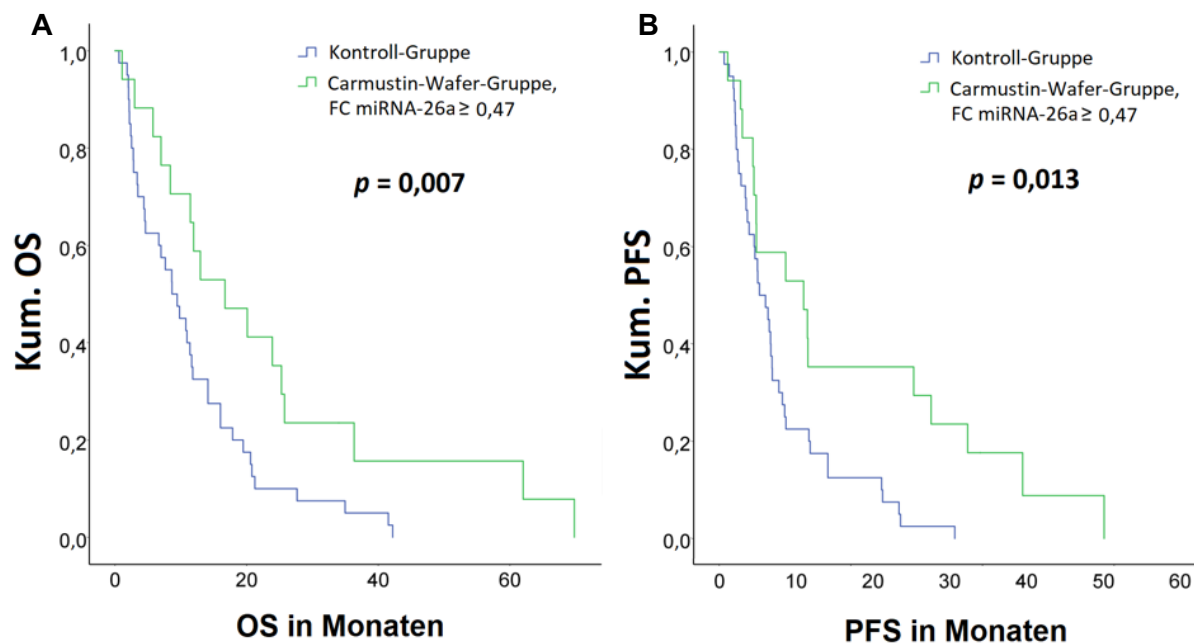 A
Kum. OS
1,0
0,8
0,6
0,4
0,2
0,0
Kontroll-Gruppe
Carmustin-Wafer-Gruppe,
FC miRNA-26a ≥ 0,47
p = 0,007
0 20 40 60
OS in Monaten
B
Kum. PFS
1,0
0,8
0,6
0,4
0,2
0,0
Kontroll-Gruppe
Carmustin-Wafer-Gruppe,
FC miRNA-26a ≥ 0,47
p = 0,013
0 10 20 30 40 50 60
PFS in Monaten